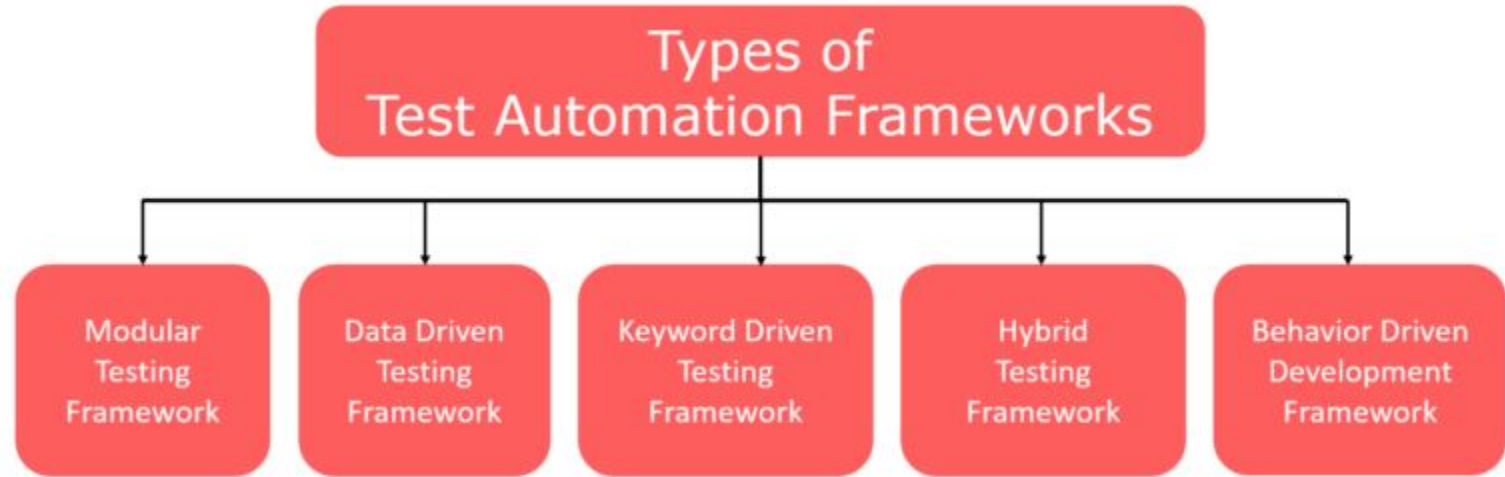 Types of
Test Automation Frameworks
Modular
Testing
Framework
Data Driven
Testing
Framework
Keyword Driven
Testing
Framework
Hybrid
Testing
Framework
Behavior Driven
Development
Framework